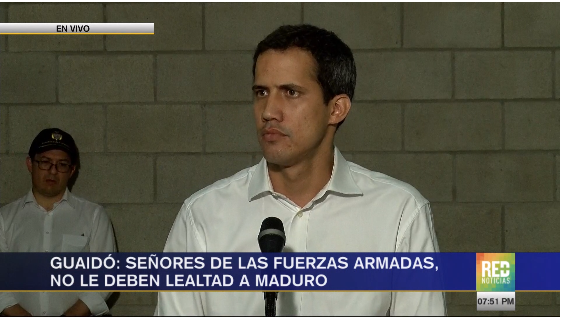 EN VIVO
GUAIDÓ: SEÑORES DE LAS FUERZAS ARMADAS,
NO LE DEBEN LEALTAD A MADURO
RED
NOTICIAS
07:51 PM